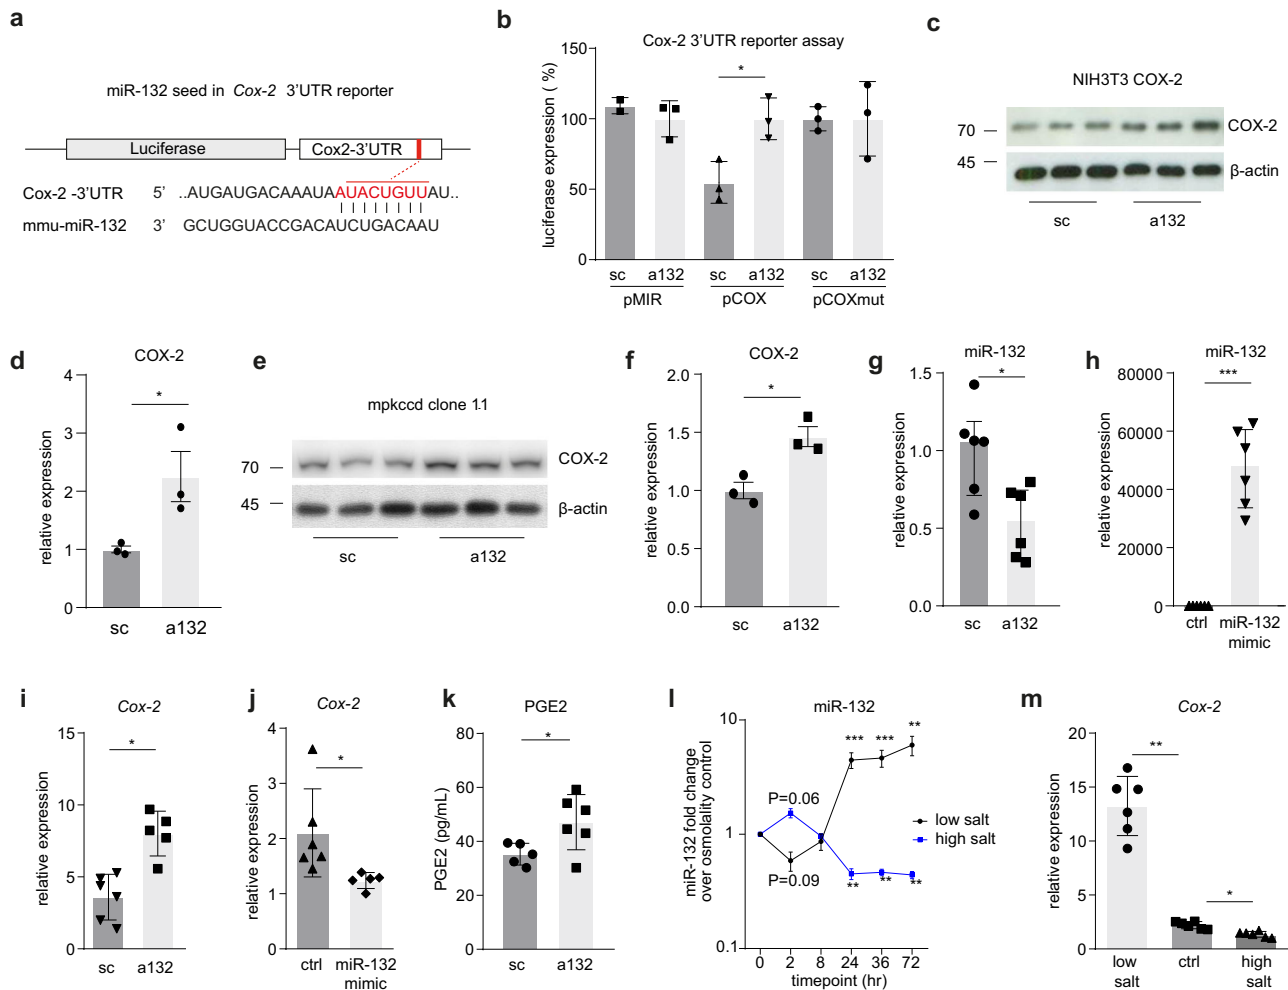 a
miR-132 seed in Cox-2 3’UTR reporter
Luciferase
Cox2-3’UTR
Cox-2 -3’UTR 5’ ..AUGAUGACAAAUAAUACUGUUAU..
mmu-miR-132 3’ GCUGGUACCGACAUCUGACAAU
b
Cox-2 3’UTR reporter assay
luciferase expression ( %)
150
100
50
0
*
sc a132 sc a132 sc a132
pMIR pCOX pCOXmut
c
NIH3T3 COX-2
70
45
COX-2
β-actin
sc a132
d
COX-2
relative expression
4
3
2
1
0
*
sc a132
e
mpkccd clone 1.1
70
45
COX-2
β-actin
sc a132
f
COX-2
relative expression
2.0
1.5
1.0
0.5
0.0
*
sc a132
g
miR-132
relative expression
1.5
1.0
0.5
0.0
*
sc a132
h
miR-132
relative expression
80000
60000
40000
20000
0
***
ctrl miR-132
mimic
i
Cox-2
relative expression
15
10
5
0
*
sc a132
j
Cox-2
relative expression
4
3
2
1
0
*
ctrl miR-132
mimic
k
PGE2
PGE2 (pg/mL)
80
60
40
20
0
*
sc a132
l
miR-132
miR-132 fold change
over osmolality control
10
1
0.1
P=0.06
P=0.09
*** *** **
** ** **
low salt
high salt
0 2 8 24 36 72
timepoint (hr)
m
Cox-2
relative expression
20
15
10
5
0
**
*
low ctrl high
salt salt